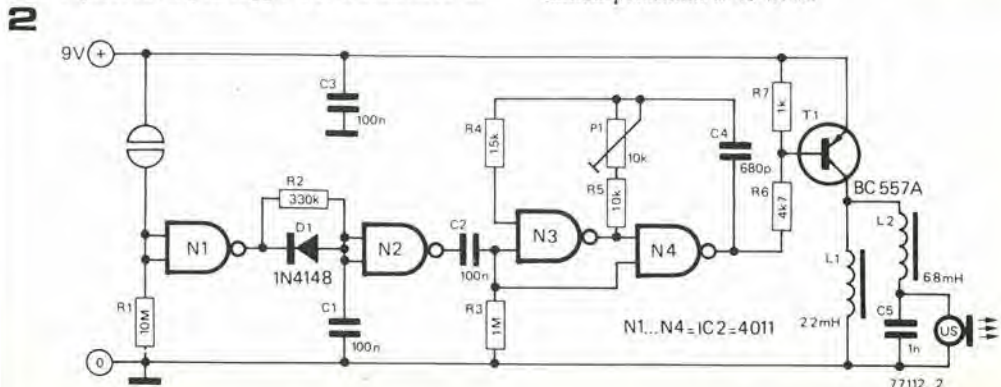 2
9V +
C3
100n
R7
1k
T1
R4
15k
P1
10k
C4
680p
R2
330k
R5
10k
R6
4k7
BC557A
L2
N1
D1
N2
C2
N3
N4
1N4148
100n
L1
68mH
R1
10M
C1
100n
R3
1M
N1...N4=IC2=4011
22mH
C5
1n
US
0
77112 2